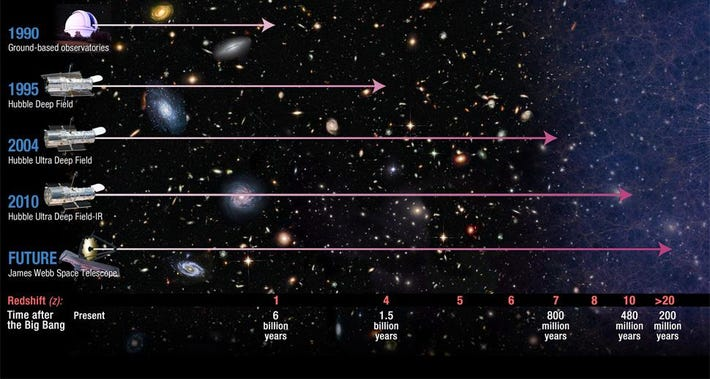 1990
Ground-based observatories
1995
Hubble Deep Field
2004
Hubble Ultra Deep Field
2010
Hubble Ultra Deep Field-IR
FUTURE
James Webb Space Telescope
Redshift (z): 1 4 5 6 7 8 10 >20
Time after the Big Bang
Present
6 billion years
1.5 billion years
800 million years
480 million years
200 million years